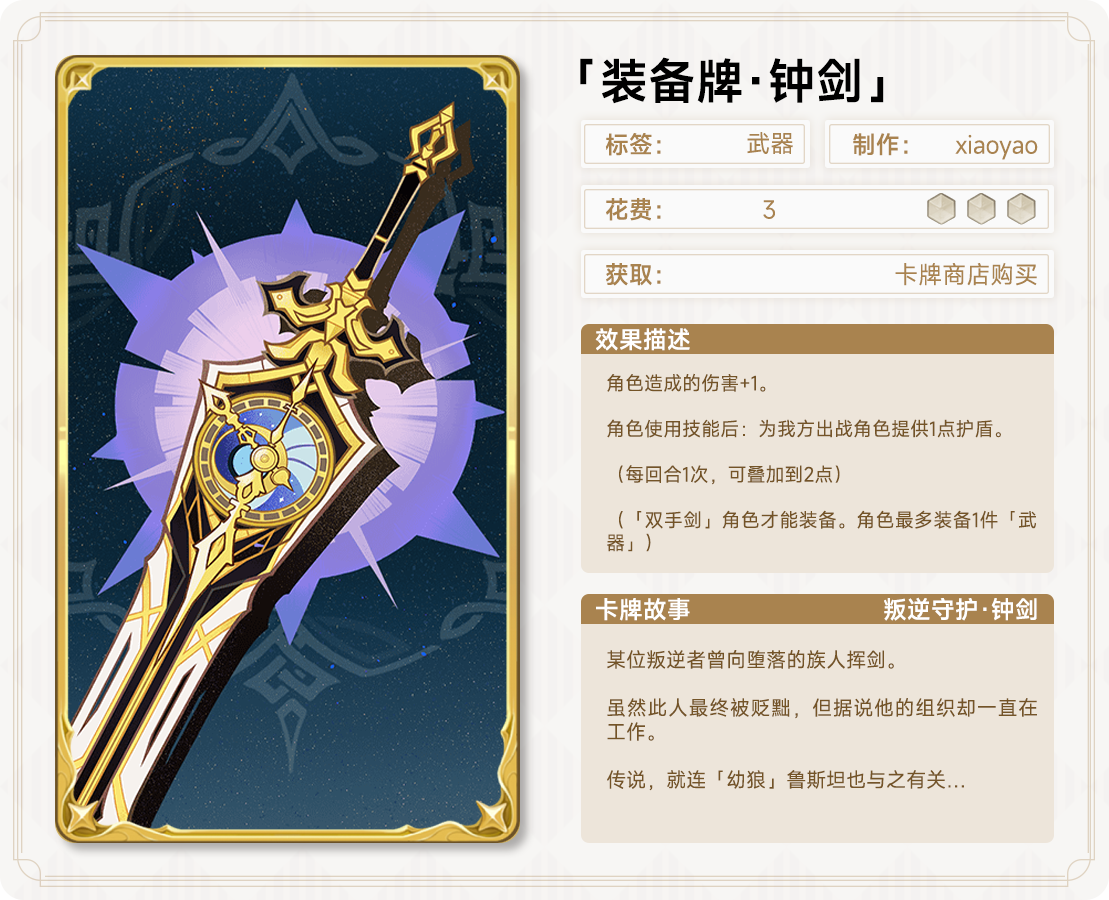 「装备牌·钟剑」
标签： 武器 制作： xiaoyao
花费： 3
获取： 卡牌商店购买
效果描述
角色造成的伤害+1。
角色使用技能后：为我方出战角色提供1点护盾。
（每回合1次，可叠加到2点）
（「双手剑」角色才能装备。角色最多装备1件「武
器」）
卡牌故事 叛逆守护·钟剑
某位叛逆者曾向堕落的族人挥剑。
虽然此人最终被贬黜，但据说他的组织却一直在
工作。
传说，就连「幼狼」鲁斯坦也与之有关…